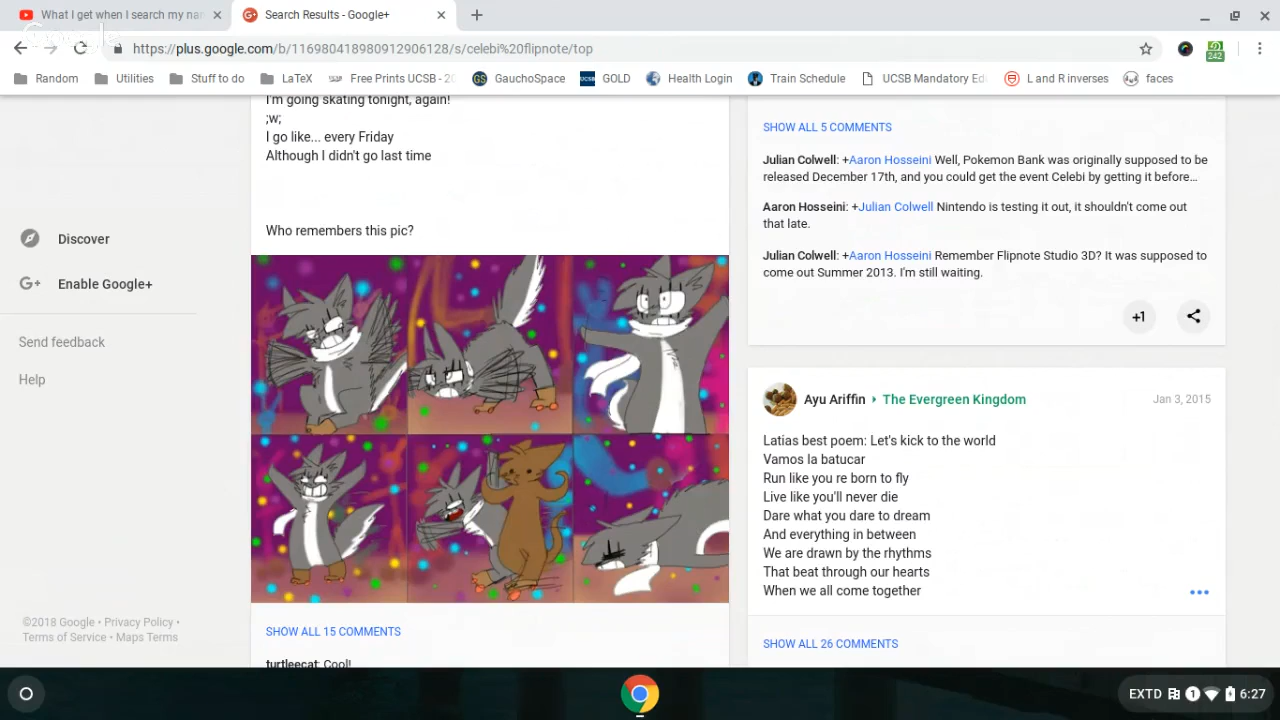 What I get when I search my nar
Search Results - Google+
https://plus.google.com/b/116980418980912906128/s/celebi%20flipnote/top
242
Random
Utilities
Stuff to do
LaTeX
Free Prints UCSB - 20
GS
GauchoSpace
UCSB
GOLD
Health Login
Train Schedule
UCSB Mandatory Ed
L and R inverses
faces
Google
I'm going skating tonight, again!
;w;
I go like... every Friday
Although I didn't go last time
Who remembers this pic?
SHOW ALL 15 COMMENTS
turtleecat: Cool!
Discover
G+ Enable Google+
Send feedback
Help
©2018 Google • Privacy Policy •
Terms of Service • Maps Terms
SHOW ALL 5 COMMENTS
Julian Colwell: +Aaron Hosseini Well, Pokemon Bank was originally supposed to be
released December 17th, and you could get the event Celebi by getting it before…
Aaron Hosseini: +Julian Colwell Nintendo is testing it out, it shouldn't come out
that late.
Julian Colwell: +Aaron Hosseini Remember Flipnote Studio 3D? It was supposed to
come out Summer 2013. I'm still waiting.
+1
Ayu Ariffin
The Evergreen Kingdom
Jan 3, 2015
Latias best poem: Let's kick to the world
Vamos la batucar
Run like you re born to fly
Live like you'll never die
Dare what you dare to dream
And everything in between
We are drawn by the rhythms
That beat through our hearts
When we all come together
SHOW ALL 26 COMMENTS
EXTD
1
6:27